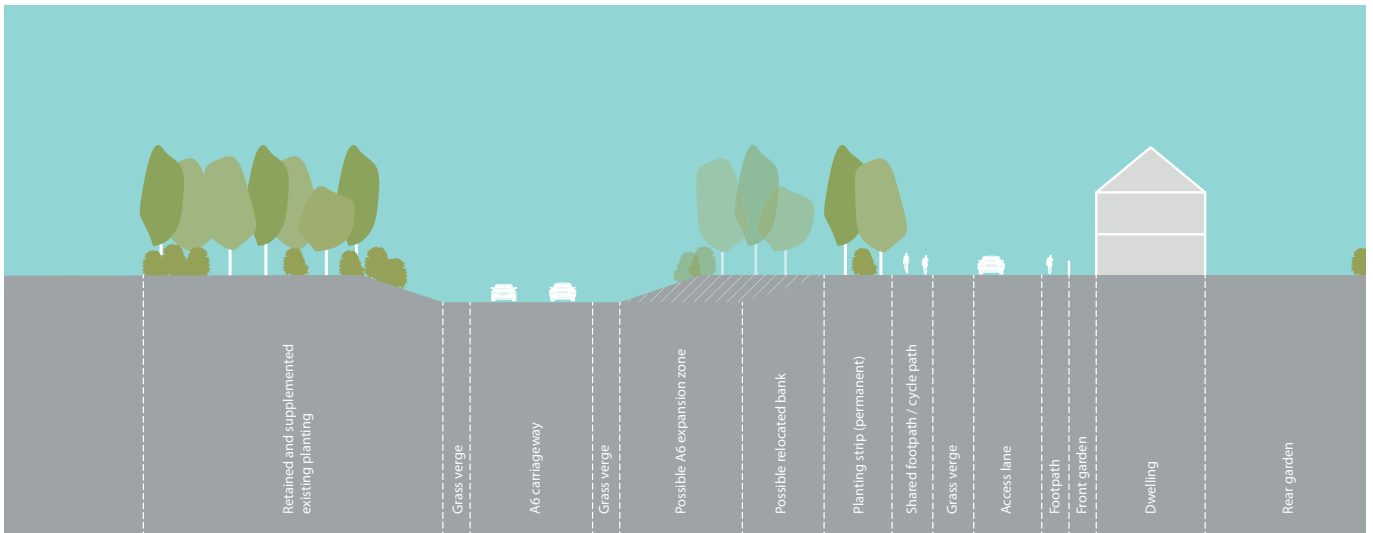 Retained and supplemented
existing planting
Grass verge
A6 carriageway
Grass verge
Possible A6 expansion zone
Possible relocated bank
Planting strip (permanent)
Shared footpath / cycle path
Grass verge
Access lane
Footpath
Front garden
Dwelling
Rear garden